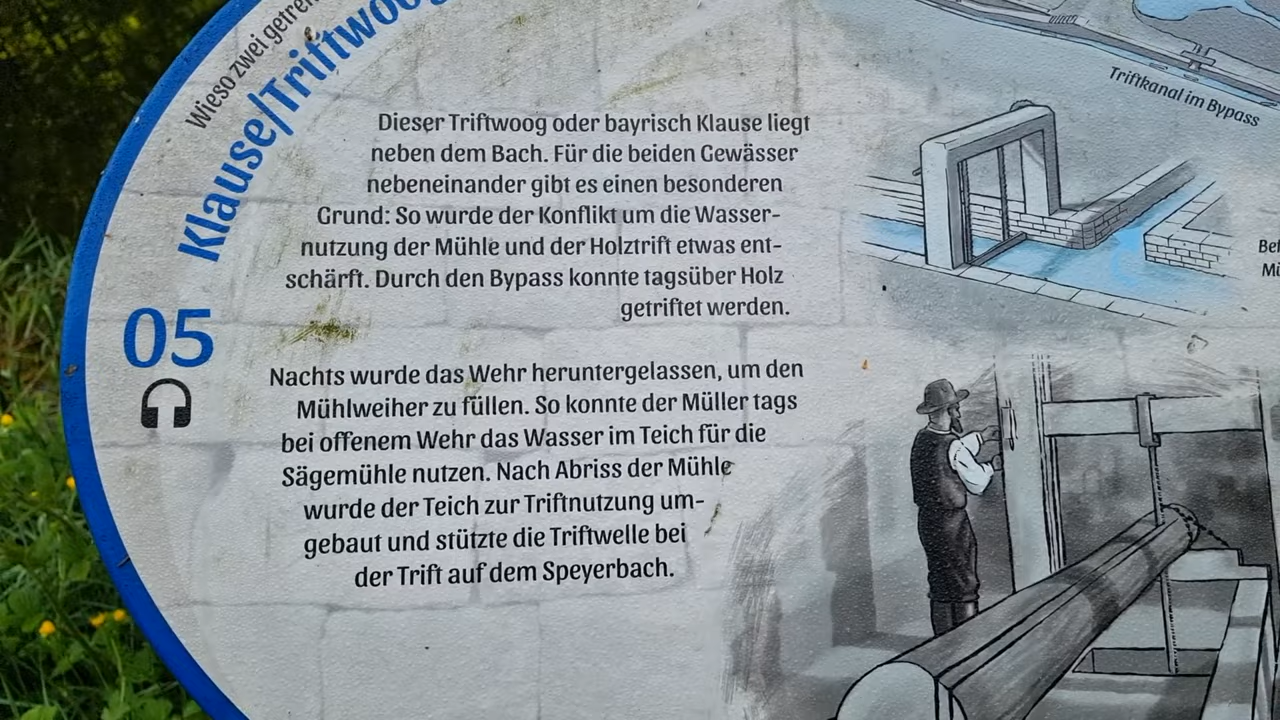 Wieso zwei
Klause/Triftwoog
05
Dieser Triftwoog oder bayrisch Klause liegt
neben dem Bach. Für die beiden Gewässer
nebeneinander gibt es einen besonderen
Grund: So wurde der Konflikt um die Wasser-
nutzung der Mühle und der Holztrift etwas ent-
schärft. Durch den Bypass konnte tagsüber Holz
getriftet werden.
Nachts wurde das Wehr heruntergelassen, um den
Mühlweiher zu füllen. So konnte der Müller tags
bei offenem Wehr das Wasser im Teich für die
Sägemühle nutzen. Nach Abriss der Mühle
wurde der Teich zur Triftnutzung um-
gebaut und stützte die Triftwelle bei
der Trift auf dem Speyerbach.
Triftkanal im Bypass